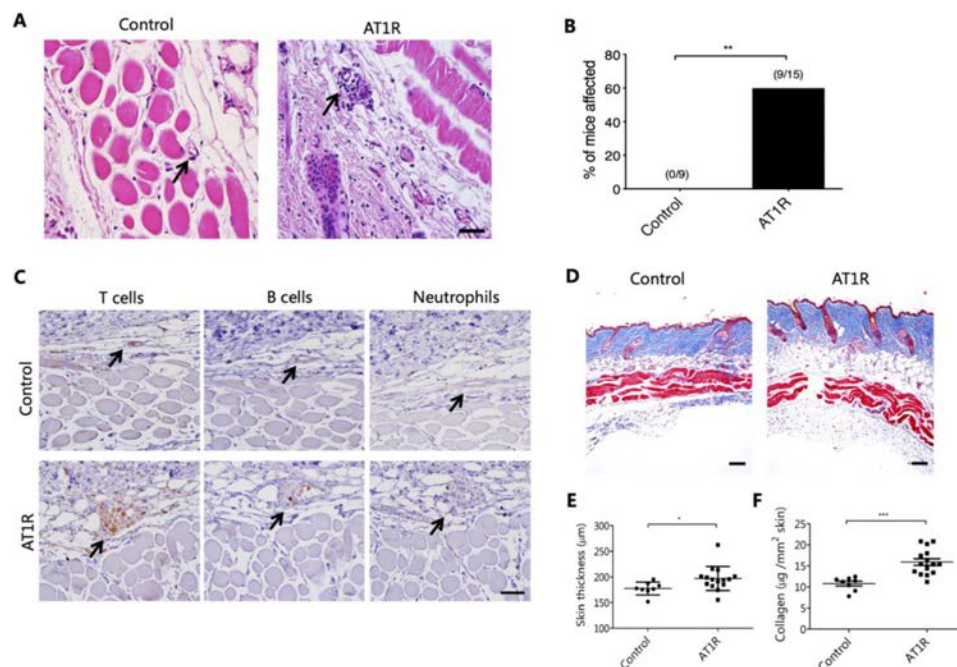 A
Control
AT1R
B
% of mice affected
80
60
40
20
0
**
(0/9)
(9/15)
Control
AT1R
C
T cells
B cells
Neutrophils
Control
AT1R
D
Control
AT1R
E
Skin thickness (μm)
300
250
200
150
100
*
Control
AT1R
F
Collagen (μg /mm² skin)
25
20
15
10
5
0
***
Control
AT1R